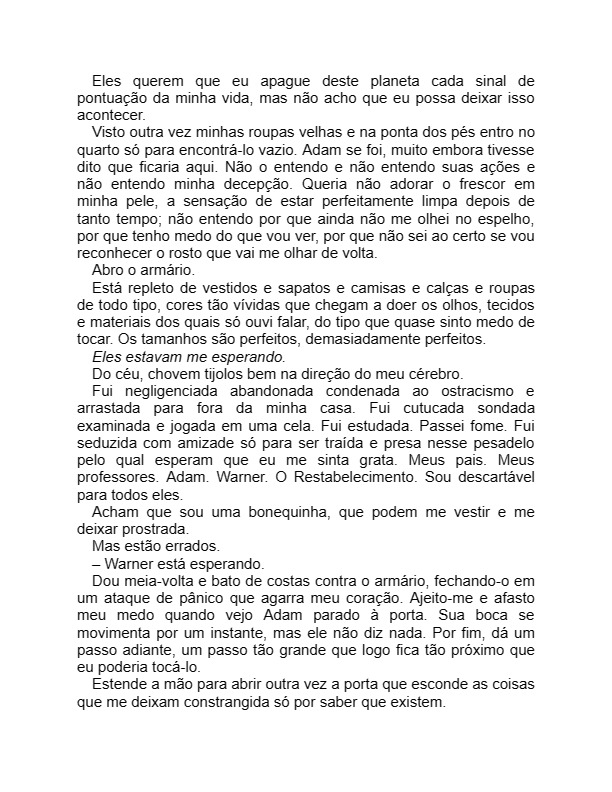 Eles querem que eu apague deste planeta cada sinal de
pontuação da minha vida, mas não acho que eu possa deixar isso
acontecer.
Visto outra vez minhas roupas velhas e na ponta dos pés entro no
quarto só para encontrá-lo vazio. Adam se foi, muito embora tivesse
dito que ficaria aqui. Não o entendo e não entendo suas ações e
não entendo minha decepção. Queria não adorar o frescor em
minha pele, a sensação de estar perfeitamente limpa depois de
tanto tempo; não entendo por que ainda não me olhei no espelho,
por que tenho medo do que vou ver, por que não sei ao certo se vou
reconhecer o rosto que vai me olhar de volta.
Abro o armário.
Está repleto de vestidos e sapatos e camisas e calças e roupas
de todo tipo, cores tão vívidas que chegam a doer os olhos, tecidos
e materiais dos quais só ouvi falar, do tipo que quase sinto medo de
tocar. Os tamanhos são perfeitos, demasiadamente perfeitos.
Eles estavam me esperando.
Do céu, chovem tijolos bem na direção do meu cérebro.
Fui negligenciada abandonada condenada ao ostracismo e
arrastada para fora da minha casa. Fui cutucada sondada
examinada e jogada em uma cela. Fui estudada. Passei fome. Fui
seduzida com amizade só para ser traída e presa nesse pesadelo
pelo qual esperam que eu me sinta grata. Meus pais. Meus
professores. Adam. Warner. O Restabelecimento. Sou descartável
para todos eles.
Acham que sou uma bonequinha, que podem me vestir e me
deixar prostrada.
Mas estão errados.
– Warner está esperando.
Dou meia-volta e bato de costas contra o armário, fechando-o em
um ataque de pânico que agarra meu coração. Ajeito-me e afasto
meu medo quando vejo Adam parado à porta. Sua boca se
movimenta por um instante, mas ele não diz nada. Por fim, dá um
passo adiante, um passo tão grande que logo fica tão próximo que
eu poderia tocá-lo.
Estende a mão para abrir outra vez a porta que esconde as coisas
que me deixam constrangida só por saber que existem.